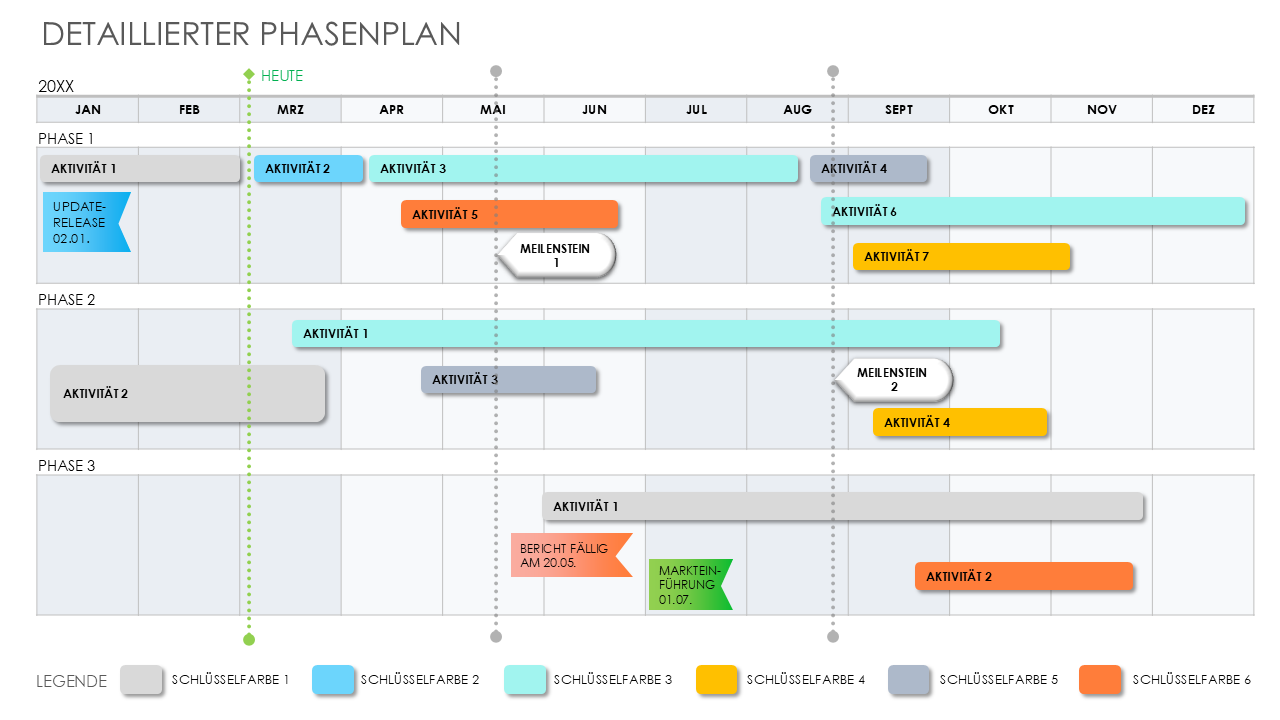 DETAILLIERTER PHASENPLAN
HEUTE
20XX
JAN FEB MRZ APR MAI JUN JUL AUG SEPT OKT NOV DEZ
PHASE 1
AKTIVITÄT 1 AKTIVITÄT 2 AKTIVITÄT 3 AKTIVITÄT 4
UPDATE-
RELEASE
02.01.
AKTIVITÄT 5 AKTIVITÄT 6
MEILENSTEIN
1
AKTIVITÄT 7
PHASE 2
AKTIVITÄT 1
AKTIVITÄT 2
AKTIVITÄT 3
MEILENSTEIN
2
AKTIVITÄT 4
PHASE 3
AKTIVITÄT 1
BERICHT FÄLLIG
AM 20.05.
MARKTEIN-
FÜHRUNG
01.07.
AKTIVITÄT 2
LEGENDE SCHLÜSSELFARBE 1 SCHLÜSSELFARBE 2 SCHLÜSSELFARBE 3 SCHLÜSSELFARBE 4 SCHLÜSSELFARBE 5 SCHLÜSSELFARBE 6